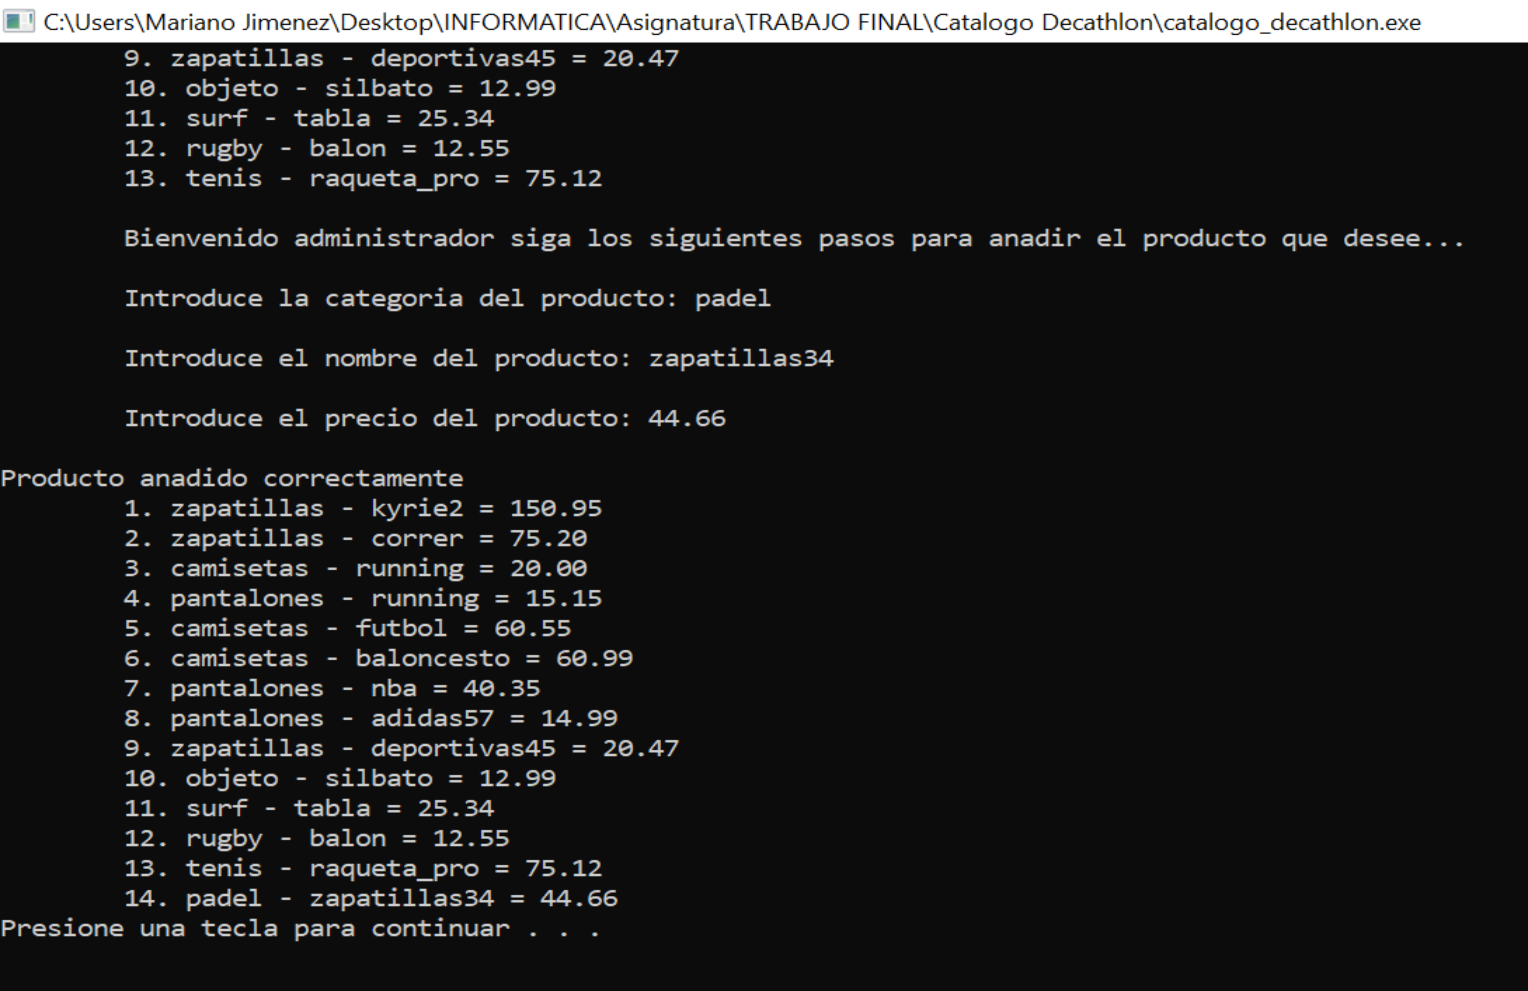 C:\Users\Mariano Jimenez\Desktop\INFORMATICA\Asignatura\TRABAJO FINAL\Catalogo Decathlon\catalogo_decathlon.exe
9. zapatillas - deportivas45 = 20.47
10. objeto - silbato = 12.99
11. surf - tabla = 25.34
12. rugby - balon = 12.55
13. tenis - raqueta_pro = 75.12
Bienvenido administrador siga los siguientes pasos para anadir el producto que desee...
Introduce la categoria del producto: padel
Introduce el nombre del producto: zapatillas34
Introduce el precio del producto: 44.66
Producto anadido correctamente
1. zapatillas - kyrie2 = 150.95
2. zapatillas - correr = 75.20
3. camisetas - running = 20.00
4. pantalones - running = 15.15
5. camisetas - futbol = 60.55
6. camisetas - baloncesto = 60.99
7. pantalones - nba = 40.35
8. pantalones - adidas57 = 14.99
9. zapatillas - deportivas45 = 20.47
10. objeto - silbato = 12.99
11. surf - tabla = 25.34
12. rugby - balon = 12.55
13. tenis - raqueta_pro = 75.12
14. padel - zapatillas34 = 44.66
Presione una tecla para continuar . . .